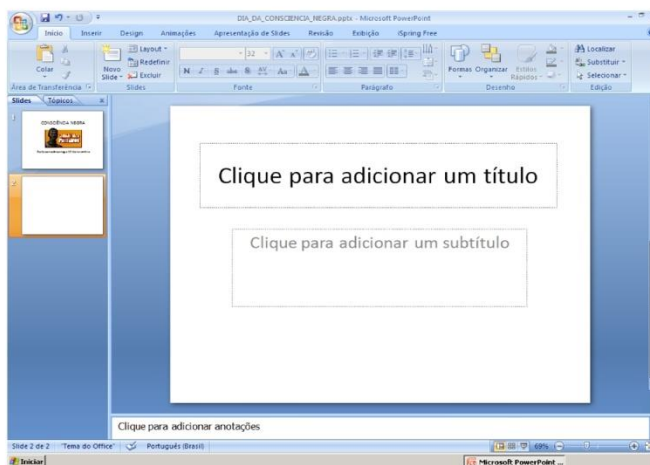 DIA_DA_CONSCIENCIA_NEGRA.pptx - Microsoft PowerPoint
Início Inserir Design Animações Apresentação de Slides Revisão Exibição iSpring Free
Colar
Novo Slide
Layout
Redefinir
Excluir
32
Formas Organizar Estilos Rápidos
Localizar
Substituir
Selecionar
Área de Transferência Slides Fonte Parágrafo Desenho Edição
Slides Tópicos
1
CONSCIÊNCIA NEGRA
2
Clique para adicionar um título
Clique para adicionar um subtítulo
Clique para adicionar anotações
Slide 2 de 2 "Tema do Office" Português (Brasil) 69%
Iniciar Microsoft PowerPoint ...